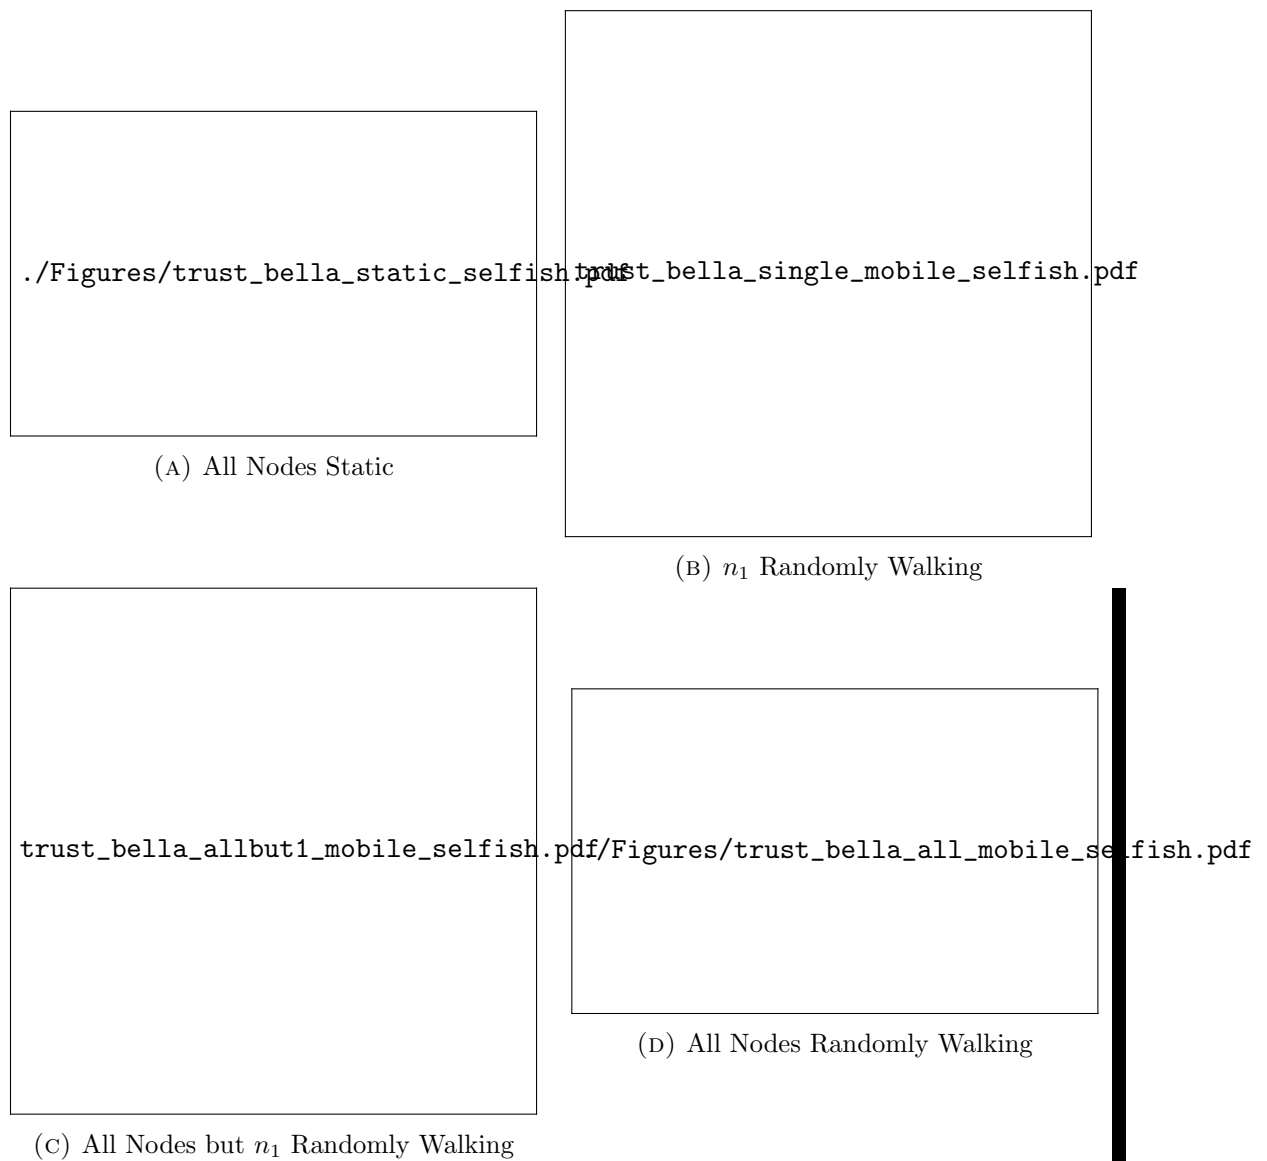 ./Figures/trust_bella_static_selfish.pdf
(A) All Nodes Static
trust_bella_single_mobile_selfish.pdf
(B) n₁ Randomly Walking
trust_bella_allbut1_mobile_selfish.pdf
(C) All Nodes but n₁ Randomly Walking
./Figures/trust_bella_all_mobile_selfish.pdf
(D) All Nodes Randomly Walking